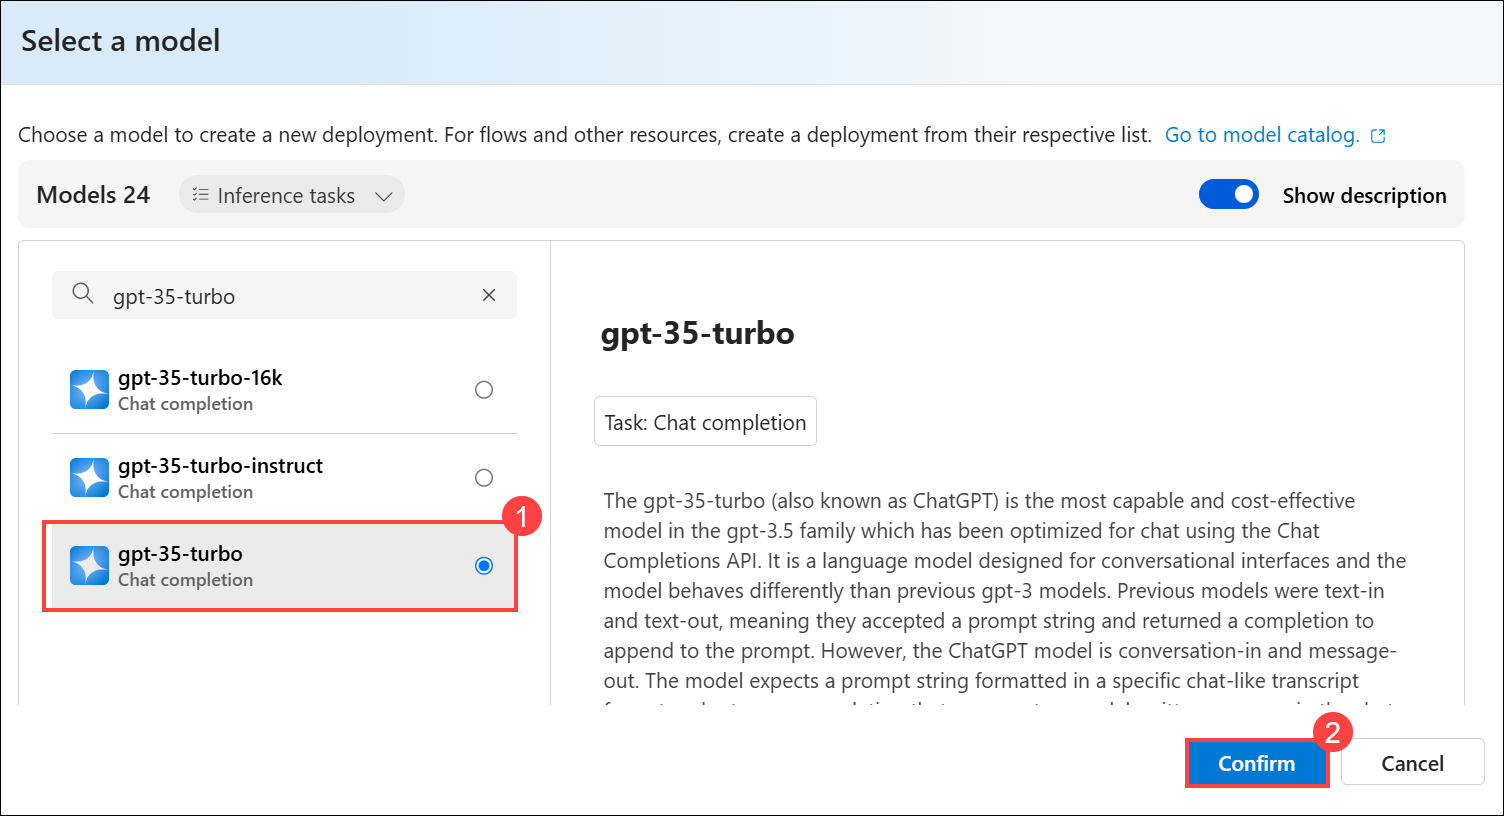 Select a model
Choose a model to create a new deployment. For flows and other resources, create a deployment from their respective list. Go to model catalog.
Models 24
Inference tasks
Show description
gpt-35-turbo
gpt-35-turbo-16k
Chat completion
gpt-35-turbo-instruct
Chat completion
1
gpt-35-turbo
Chat completion
gpt-35-turbo
Task: Chat completion
The gpt-35-turbo (also known as ChatGPT) is the most capable and cost-effective
model in the gpt-3.5 family which has been optimized for chat using the Chat
Completions API. It is a language model designed for conversational interfaces and the
model behaves differently than previous gpt-3 models. Previous models were text-in
and text-out, meaning they accepted a prompt string and returned a completion to
append to the prompt. However, the ChatGPT model is conversation-in and message-
out. The model expects a prompt string formatted in a specific chat-like transcript
2
Confirm
Cancel